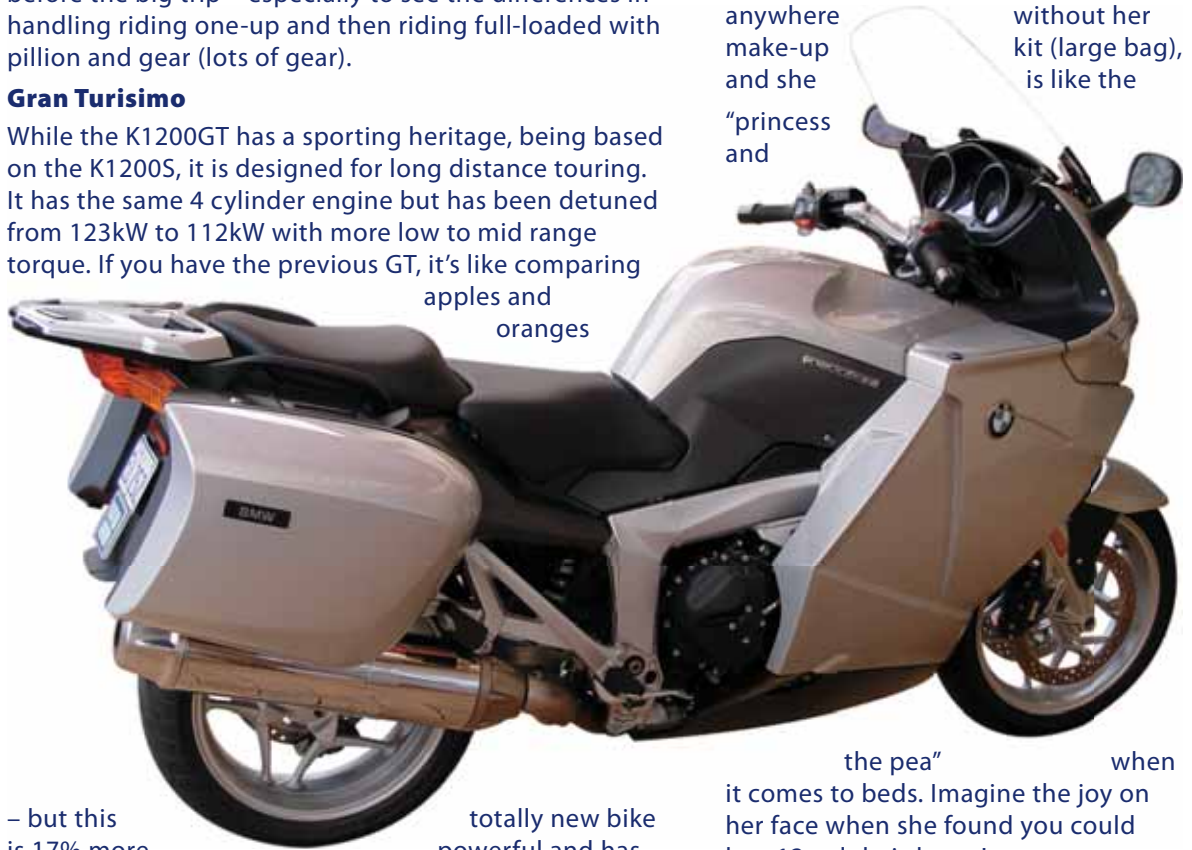 before the big trip – especially to see the differences in
handling riding one-up and then riding full-loaded with
pillion and gear (lots of gear).
Gran Turisimo
While the K1200GT has a sporting heritage, being based
on the K1200S, it is designed for long distance touring.
It has the same 4 cylinder engine but has been detuned
from 123kW to 112kW with more low to mid range
torque. If you have the previous GT, it’s like comparing
apples and
oranges
– but this totally new bike
is 17% more powerful and has
anywhere without her
make-up kit (large bag),
and she is like the
“princess
and
the pea” when
it comes to beds. Imagine the joy on
her face when she found you could
BMW